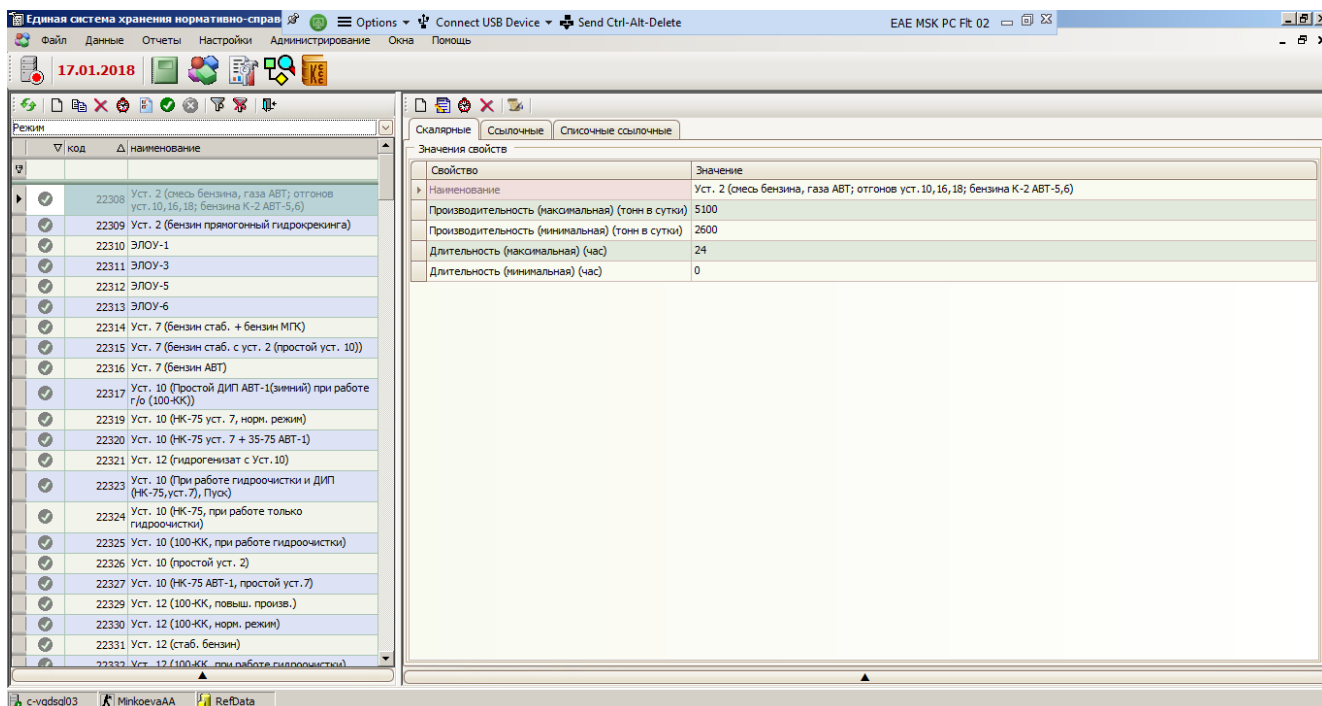 Единая система хранения нормативно-справ
Options
Connect USB Device
Send Ctrl-Alt-Delete
EAE MSK PC Flt 02
Файл Данные Отчеты Настройки Администрирование Окна Помощь
17.01.2018
Режим
код наименование
22308 Уст. 2 (смесь бензина, газа АВТ; отгонов
уст.10,16,18; бензина К-2 АВТ-5,6)
22309 Уст. 2 (бензин прямогонный гидрокрекинга)
22310 ЭЛОУ-1
22311 ЭЛОУ-3
22312 ЭЛОУ-5
22313 ЭЛОУ-6
22314 Уст. 7 (бензин стаб. + бензин МГК)
22315 Уст. 7 (бензин стаб. с уст. 2 (простой уст. 10))
22316 Уст. 7 (бензин АВТ)
22317 Уст. 10 (Простой ДИП АВТ-1(зимний) при работе
г/о (100-КК))
22319 Уст. 10 (НК-75 уст. 7, норм. режим)
22320 Уст. 10 (НК-75 уст. 7 + 35-75 АВТ-1)
22321 Уст. 12 (гидрогенизат с Уст.10)
22323 Уст. 10 (При работе гидроочистки и ДИП
(НК-75,уст.7), Пуск)
22324 Уст. 10 (НК-75, при работе только
гидроочистки)
22325 Уст. 10 (100-КК, при работе гидроочистки)
22326 Уст. 10 (простой уст. 2)
22327 Уст. 10 (НК-75 АВТ-1, простой уст.7)
22329 Уст. 12 (100-КК, повыш. произв.)
22330 Уст. 12 (100-КК, норм. режим)
22331 Уст. 12 (стаб. бензин)
22332 Уст. 12 (100-КК, при работе гидроочистки)
Скалярные Ссылочные Списочные ссылочные
Значения свойств
Свойство Значение
Наименование Уст. 2 (смесь бензина, газа АВТ; отгонов уст.10,16,18; бензина К-2 АВТ-5,6)
Производительность (максимальная) (тонн в сутки) 5100
Производительность (минимальная) (тонн в сутки) 2600
Длительность (максимальная) (час) 24
Длительность (минимальная) (час) 0
c-vgdsql03 MinkoevaAA RefData